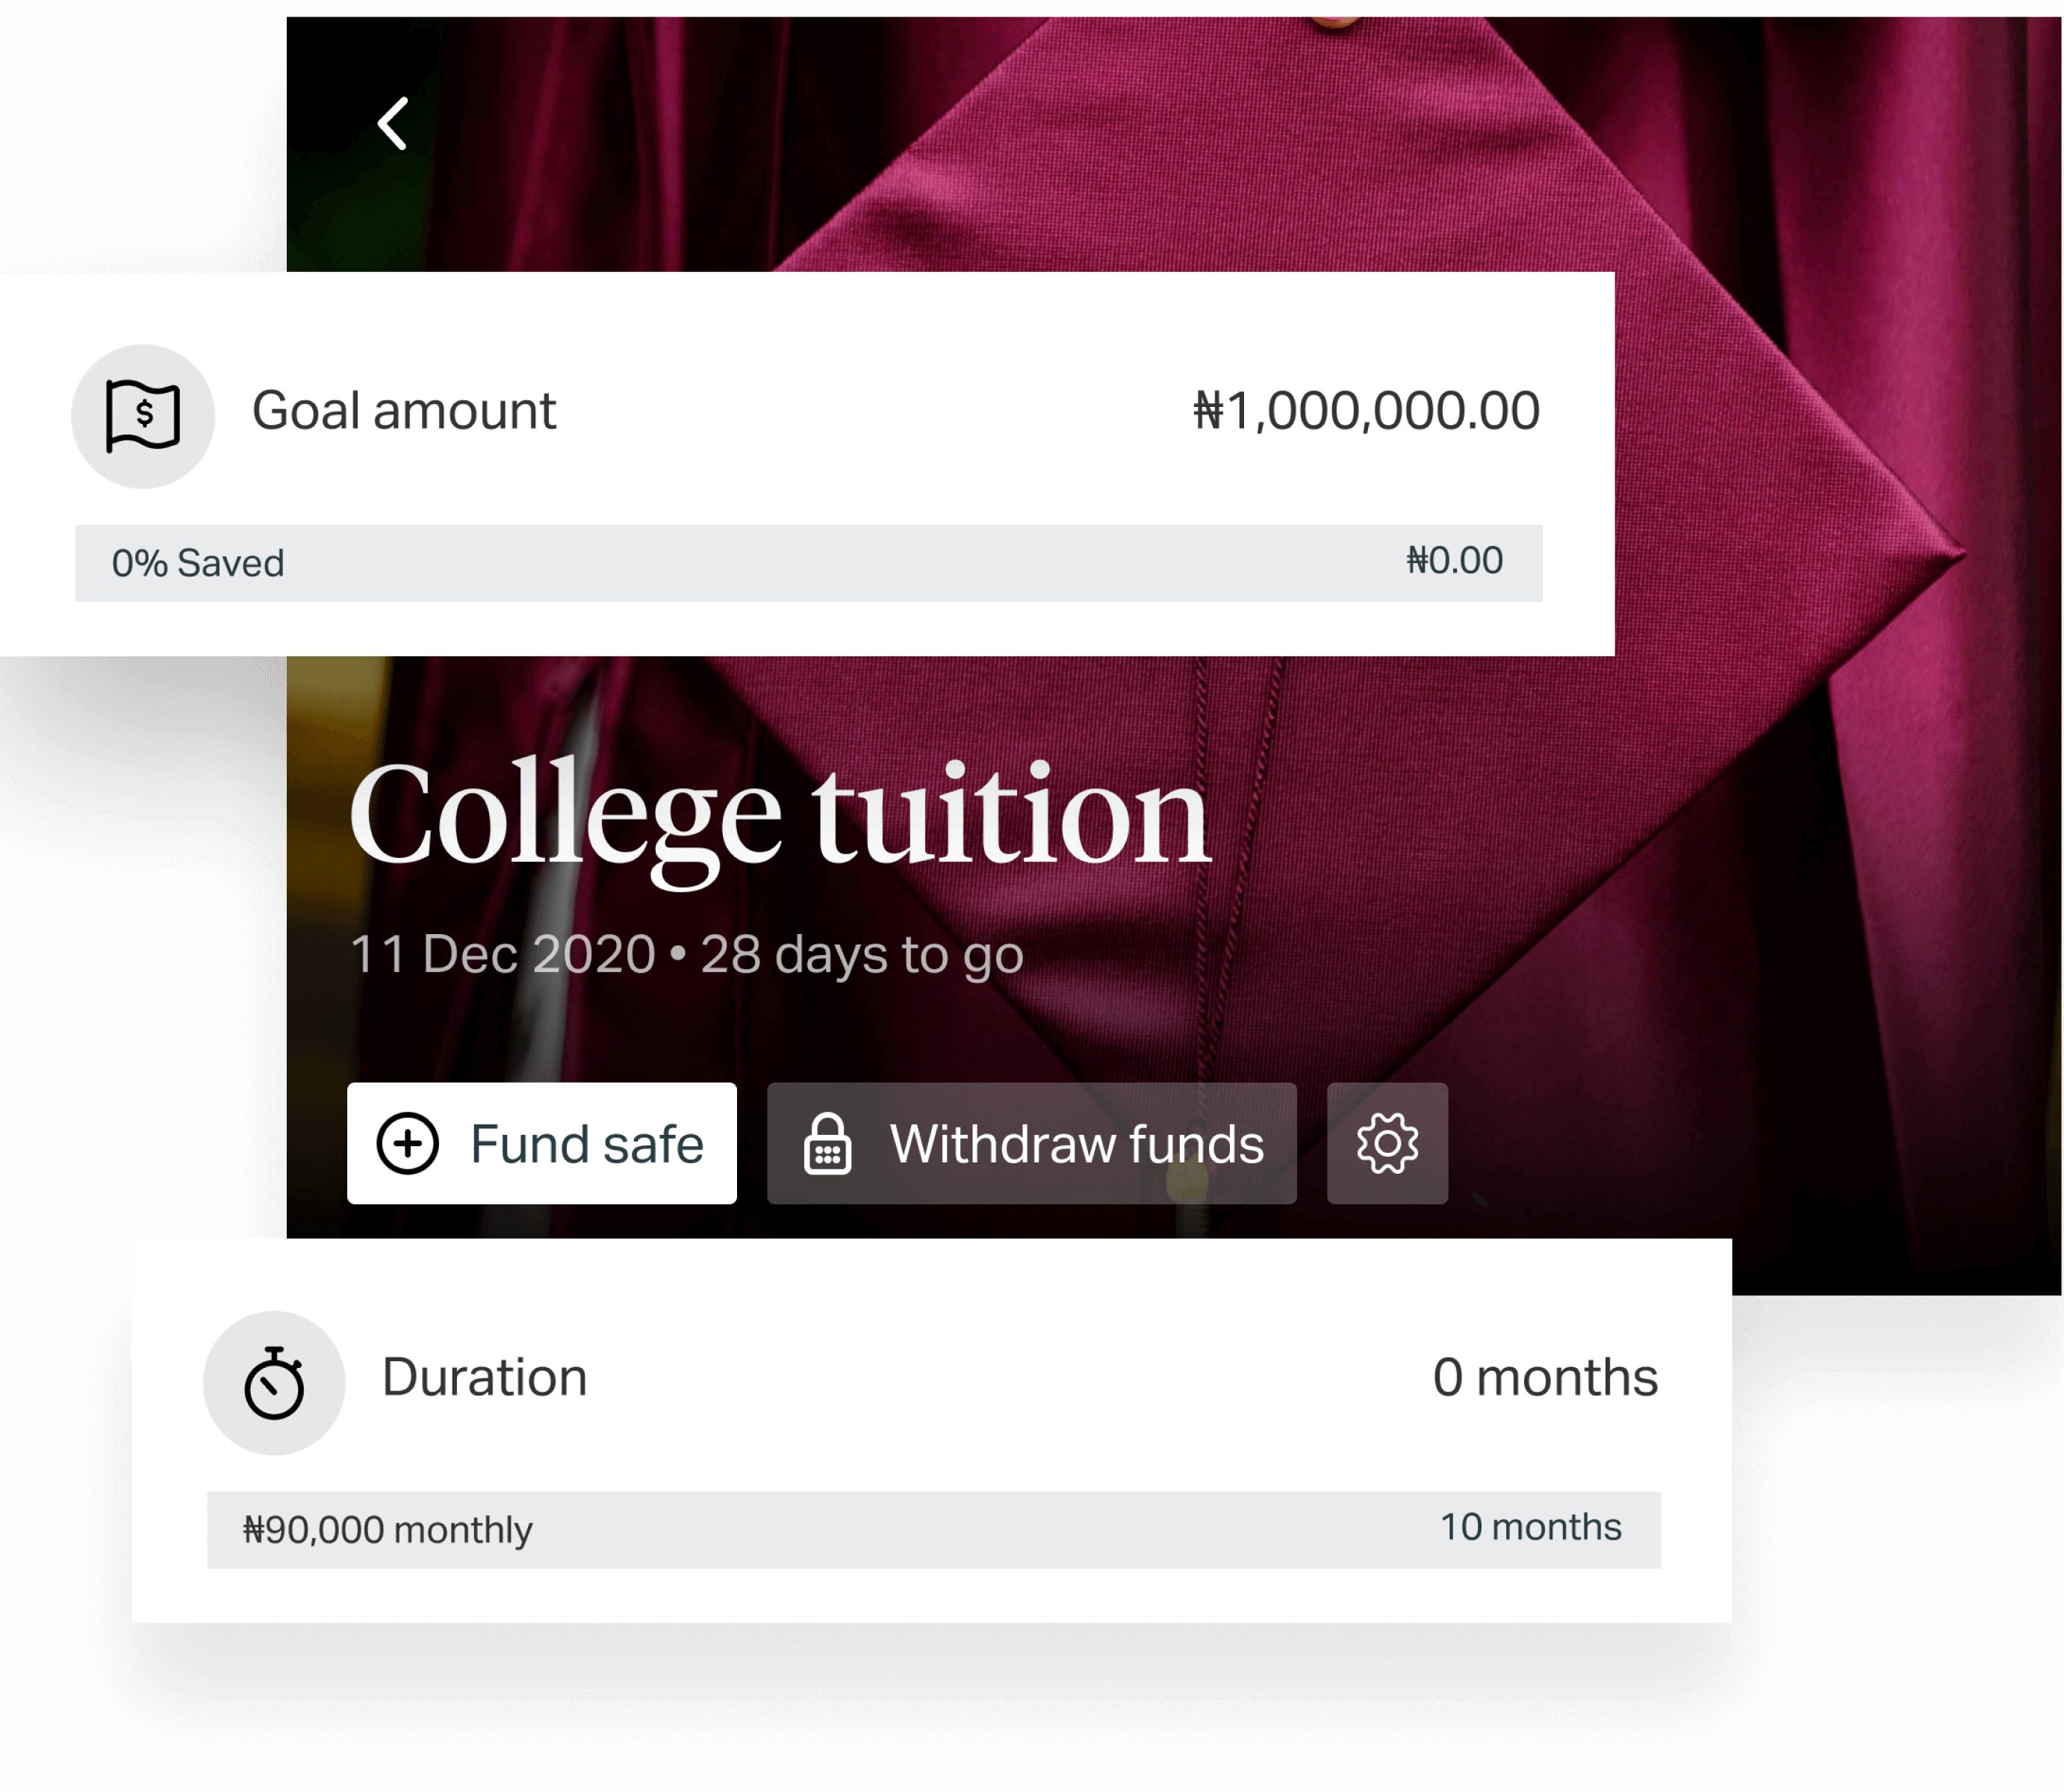 Goal amount ₦1,000,000.00
0% Saved ₦0.00
College tuition
11 Dec 2020 • 28 days to go
Fund safe Withdraw funds
Duration 0 months
₦90,000 monthly 10 months